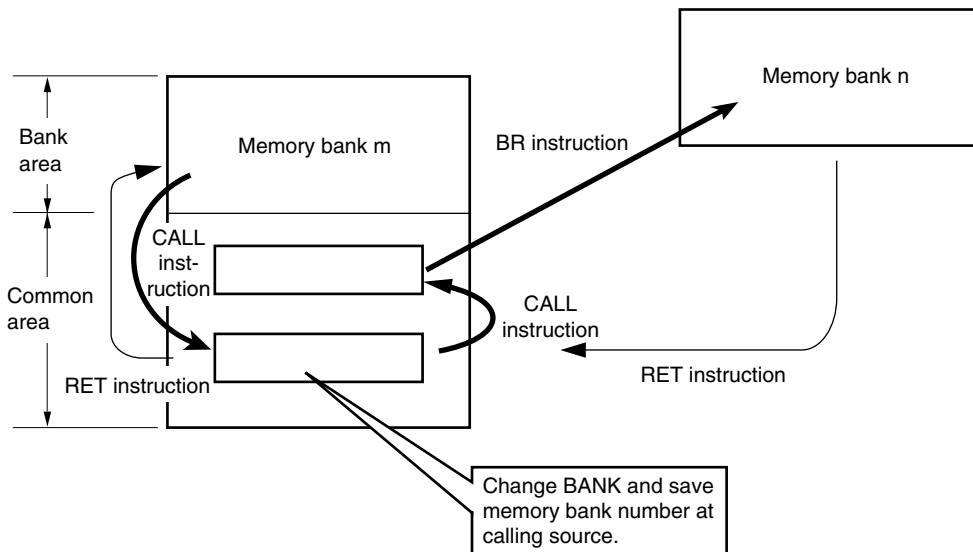 Memory bank n
Bank
area
Memory bank m
BR instruction
CALL
inst-
ruction
Common
area
CALL
instruction
RET instruction
RET instruction
Change BANK and save
memory bank number at
calling source.